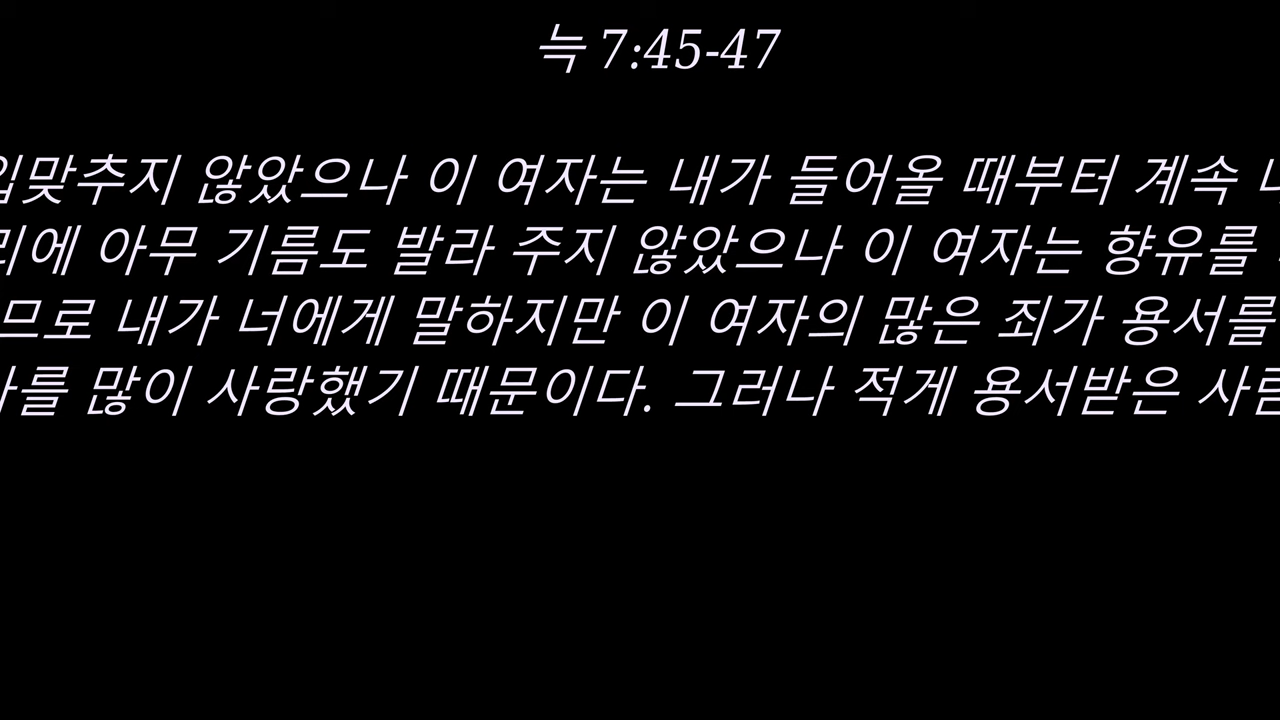 늑 7:45-47
입맞추지 않았으나 이 여자는 내가 들어올 때부터 계속
리에 아무 기름도 발라 주지 않았으나 이 여자는 향유를
므로 내가 너에게 말하지만 이 여자의 많은 죄가 용서를
를 많이 사랑했기 때문이다. 그러나 적게 용서받은 사람